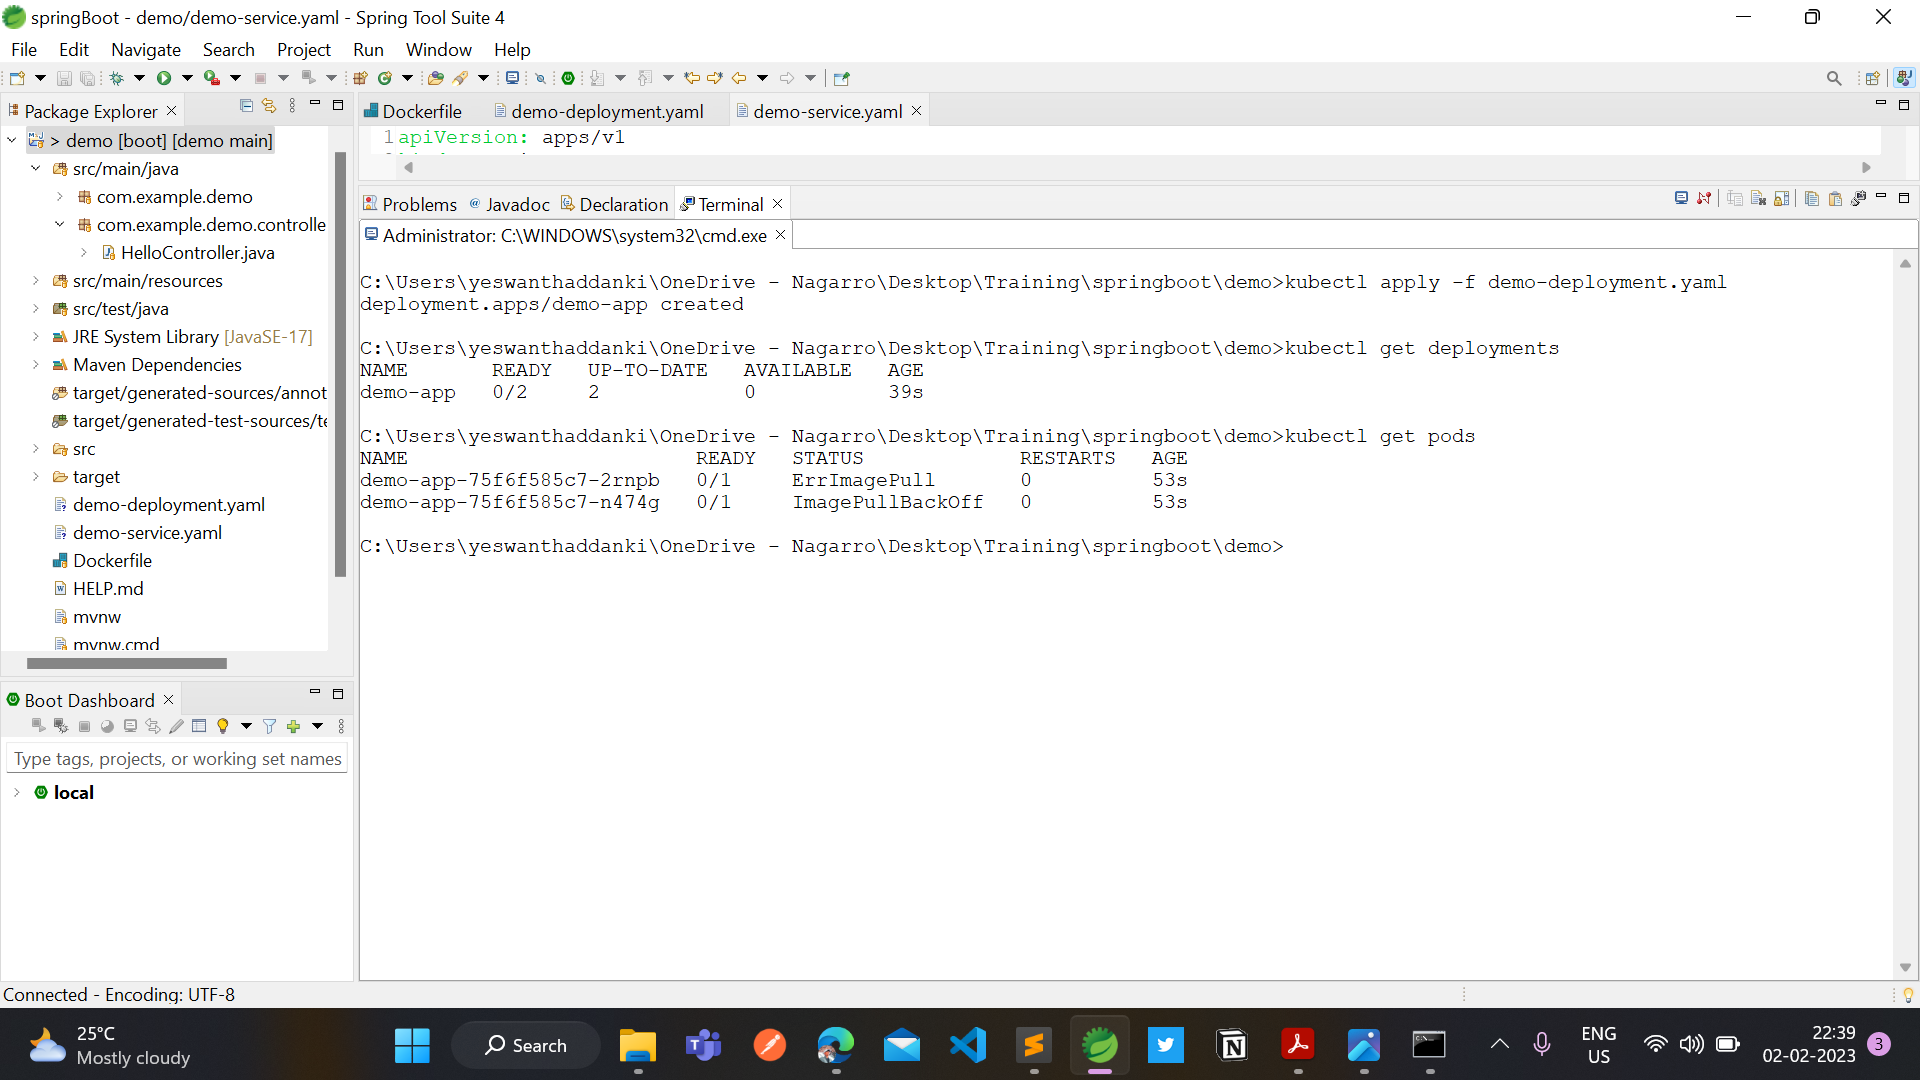 springBoot - demo/demo-service.yaml - Spring Tool Suite 4
File Edit Navigate Search Project Run Window Help
Package Explorer
> demo [boot] [demo main]
src/main/java
com.example.demo
com.example.demo.controlle
HelloController.java
src/main/resources
src/test/java
JRE System Library [JavaSE-17]
Maven Dependencies
target/generated-sources/annot
target/generated-test-sources/te
src
target
demo-deployment.yaml
demo-service.yaml
Dockerfile
HELP.md
mvnw
mvnw.cmd
Boot Dashboard
Type tags, projects, or working set names
local
Dockerfile demo-deployment.yaml demo-service.yaml
1 apiVersion: apps/v1
Problems Javadoc Declaration Terminal
Administrator: C:\WINDOWS\system32\cmd.exe
C:\Users\yeswanthaddanki\OneDrive - Nagarro\Desktop\Training\springboot\demo>kubectl apply -f demo-deployment.yaml
deployment.apps/demo-app created
C:\Users\yeswanthaddanki\OneDrive - Nagarro\Desktop\Training\springboot\demo>kubectl get deployments
NAME READY UP-TO-DATE AVAILABLE AGE
demo-app 0/2 2 0 39s
C:\Users\yeswanthaddanki\OneDrive - Nagarro\Desktop\Training\springboot\demo>kubectl get pods
NAME READY STATUS RESTARTS AGE
demo-app-75f6f585c7-2rnpb 0/1 ErrImagePull 0 53s
demo-app-75f6f585c7-n474g 0/1 ImagePullBackOff 0 53s
C:\Users\yeswanthaddanki\OneDrive - Nagarro\Desktop\Training\springboot\demo>
Connected - Encoding: UTF-8
25°C
Mostly cloudy
Search
ENG
US
22:39
02-02-2023
3